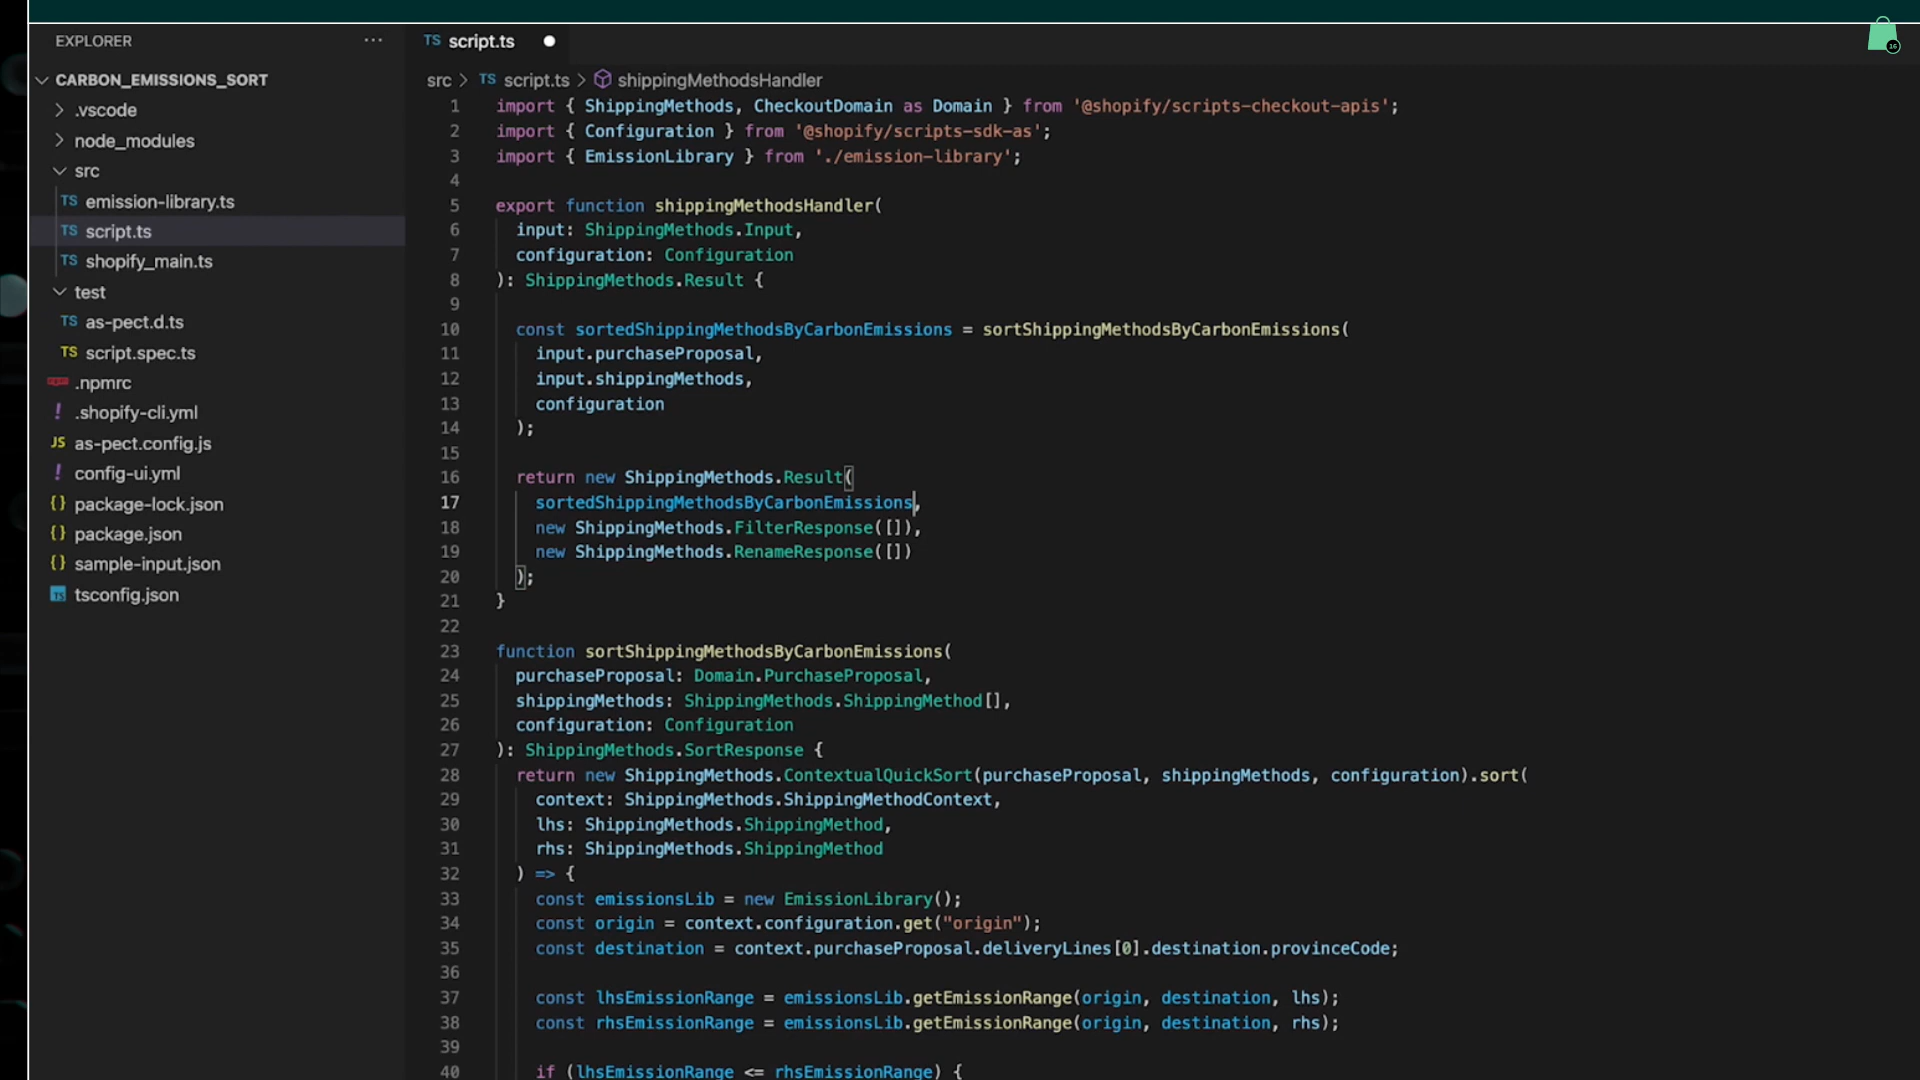 EXPLORER
CARBON_EMISSIONS_SORT
.vscode
node_modules
src
TS emission-library.ts
TS script.ts
TS shopify_main.ts
test
TS as-pect.d.ts
TS script.spec.ts
.npmrc
! .shopify-cli.yml
JS as-pect.config.js
! config-ui.yml
{} package-lock.json
{} package.json
{} sample-input.json
TS tsconfig.json
TS script.ts
16
src > TS script.ts > shippingMethodsHandler
1 import { ShippingMethods, CheckoutDomain as Domain } from '@shopify/scripts-checkout-apis';
2 import { Configuration } from '@shopify/scripts-sdk-as';
3 import { EmissionLibrary } from './emission-library';
4
5 export function shippingMethodsHandler(
6 input: ShippingMethods.Input,
7 configuration: Configuration
8 ): ShippingMethods.Result {
9
10 const sortedShippingMethodsByCarbonEmissions = sortShippingMethodsByCarbonEmissions(
11 input.purchaseProposal,
12 input.shippingMethods,
13 configuration
14 );
15
16 return new ShippingMethods.Result(
17 sortedShippingMethodsByCarbonEmissions,
18 new ShippingMethods.FilterResponse([]),
19 new ShippingMethods.RenameResponse([])
20 );
21 }
22
23 function sortShippingMethodsByCarbonEmissions(
24 purchaseProposal: Domain.PurchaseProposal,
25 shippingMethods: ShippingMethods.ShippingMethod[],
26 configuration: Configuration
27 ): ShippingMethods.SortResponse {
28 return new ShippingMethods.ContextualQuickSort(purchaseProposal, shippingMethods, configuration).sort(
29 context: ShippingMethods.ShippingMethodContext,
30 lhs: ShippingMethods.ShippingMethod,
31 rhs: ShippingMethods.ShippingMethod
32 ) => {
33 const emissionsLib = new EmissionLibrary();
34 const origin = context.configuration.get("origin");
35 const destination = context.purchaseProposal.deliveryLines[0].destination.provinceCode;
36
37 const lhsEmissionRange = emissionsLib.getEmissionRange(origin, destination, lhs);
38 const rhsEmissionRange = emissionsLib.getEmissionRange(origin, destination, rhs);
39
40 if (lhsEmissionRange <= rhsEmissionRange) {